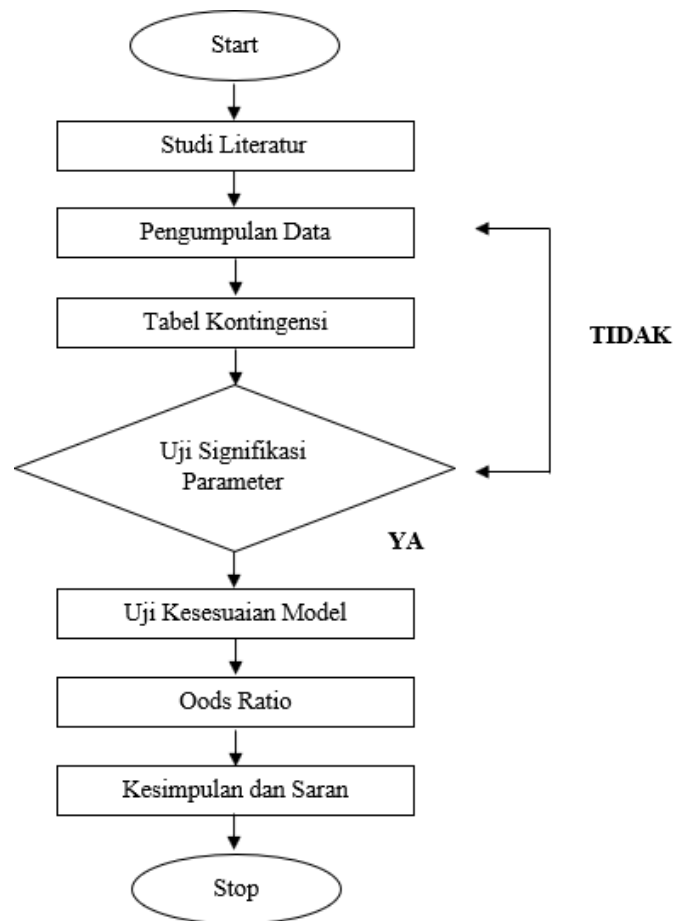 Start
Studi Literatur
Pengumpulan Data
Tabel Kontingensi
TIDAK
Uji Signifikasi
Parameter
YA
Uji Kesesuaian Model
Oods Ratio
Kesimpulan dan Saran
Stop